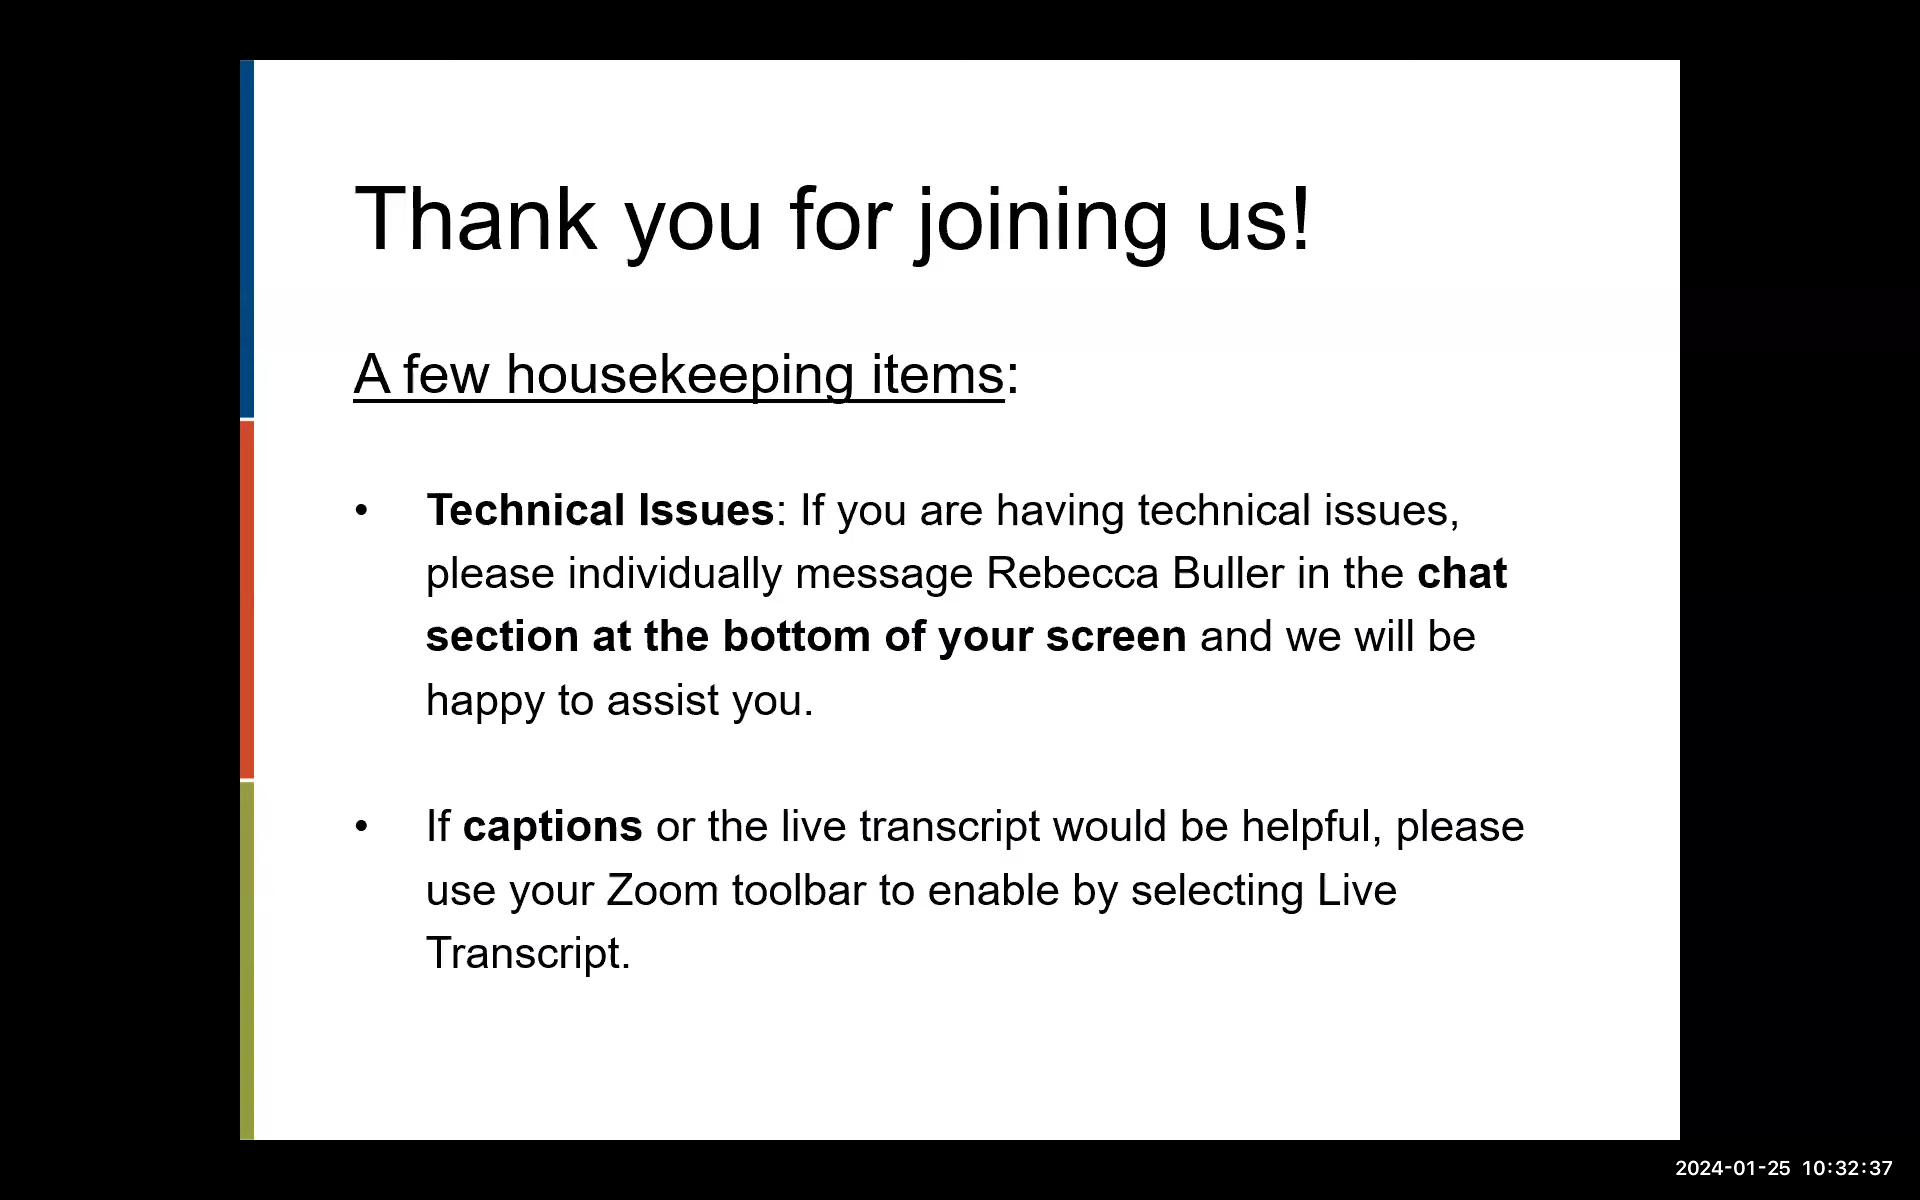 Thank you for joining us!
A few housekeeping items:
• Technical Issues: If you are having technical issues,
please individually message Rebecca Buller in the chat
section at the bottom of your screen and we will be
happy to assist you.
• If captions or the live transcript would be helpful, please
use your Zoom toolbar to enable by selecting Live
Transcript.
2024-01-25 10:32:37